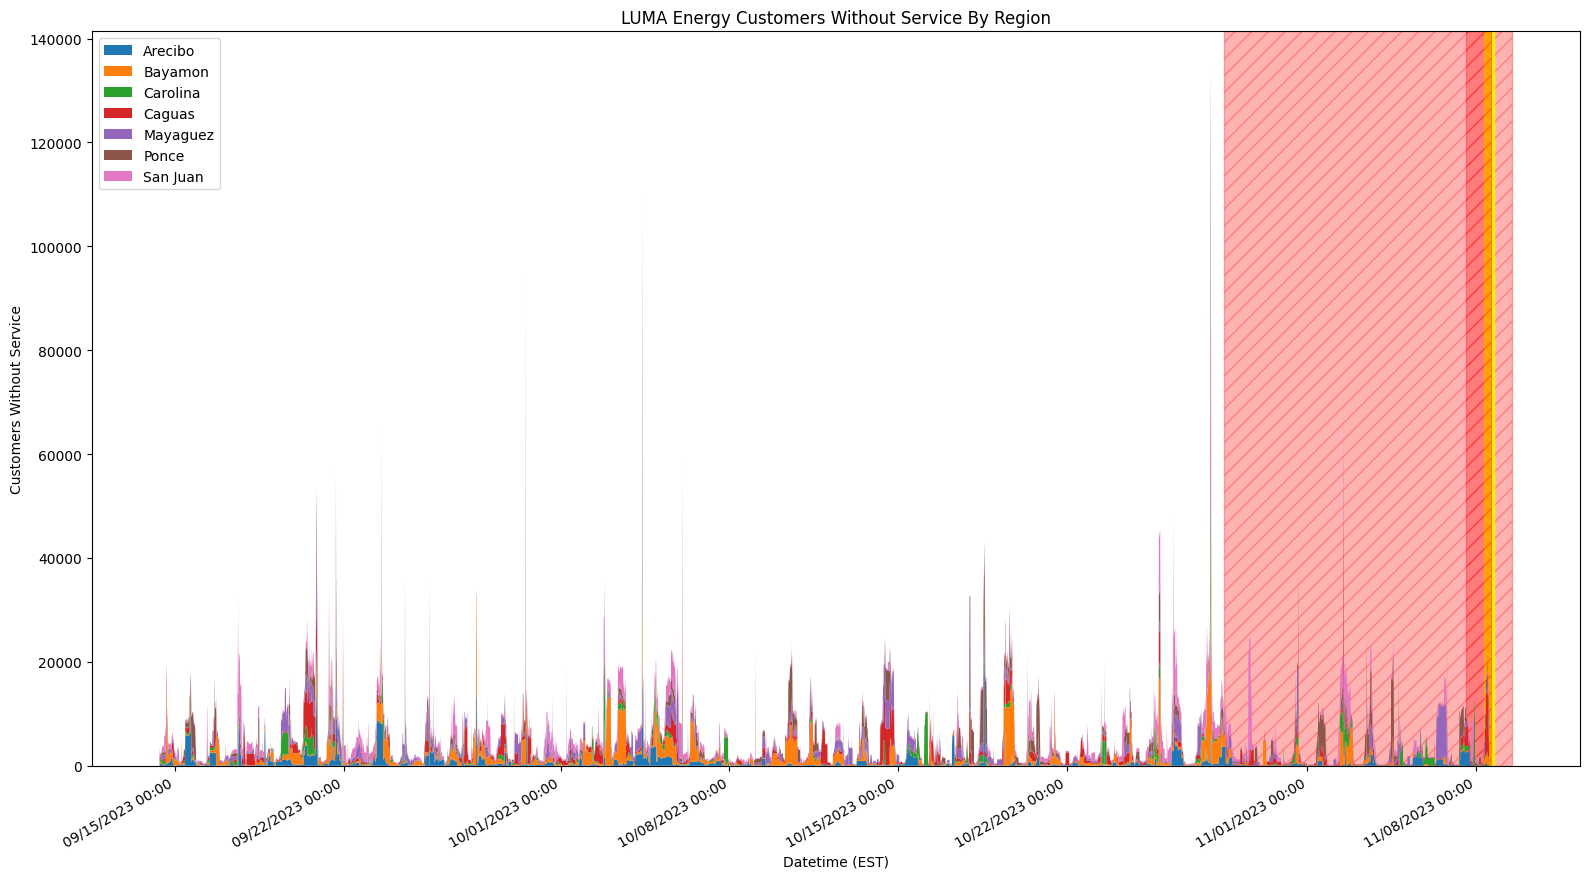 LUMA Energy Customers Without Service By Region
140000
120000
100000
80000
60000
40000
20000
0
Customers Without Service
Arecibo
Bayamon
Carolina
Caguas
Mayaguez
Ponce
San Juan
09/15/2023 00:00
09/22/2023 00:00
10/01/2023 00:00
10/08/2023 00:00
10/15/2023 00:00
10/22/2023 00:00
11/01/2023 00:00
11/08/2023 00:00
Datetime (EST)